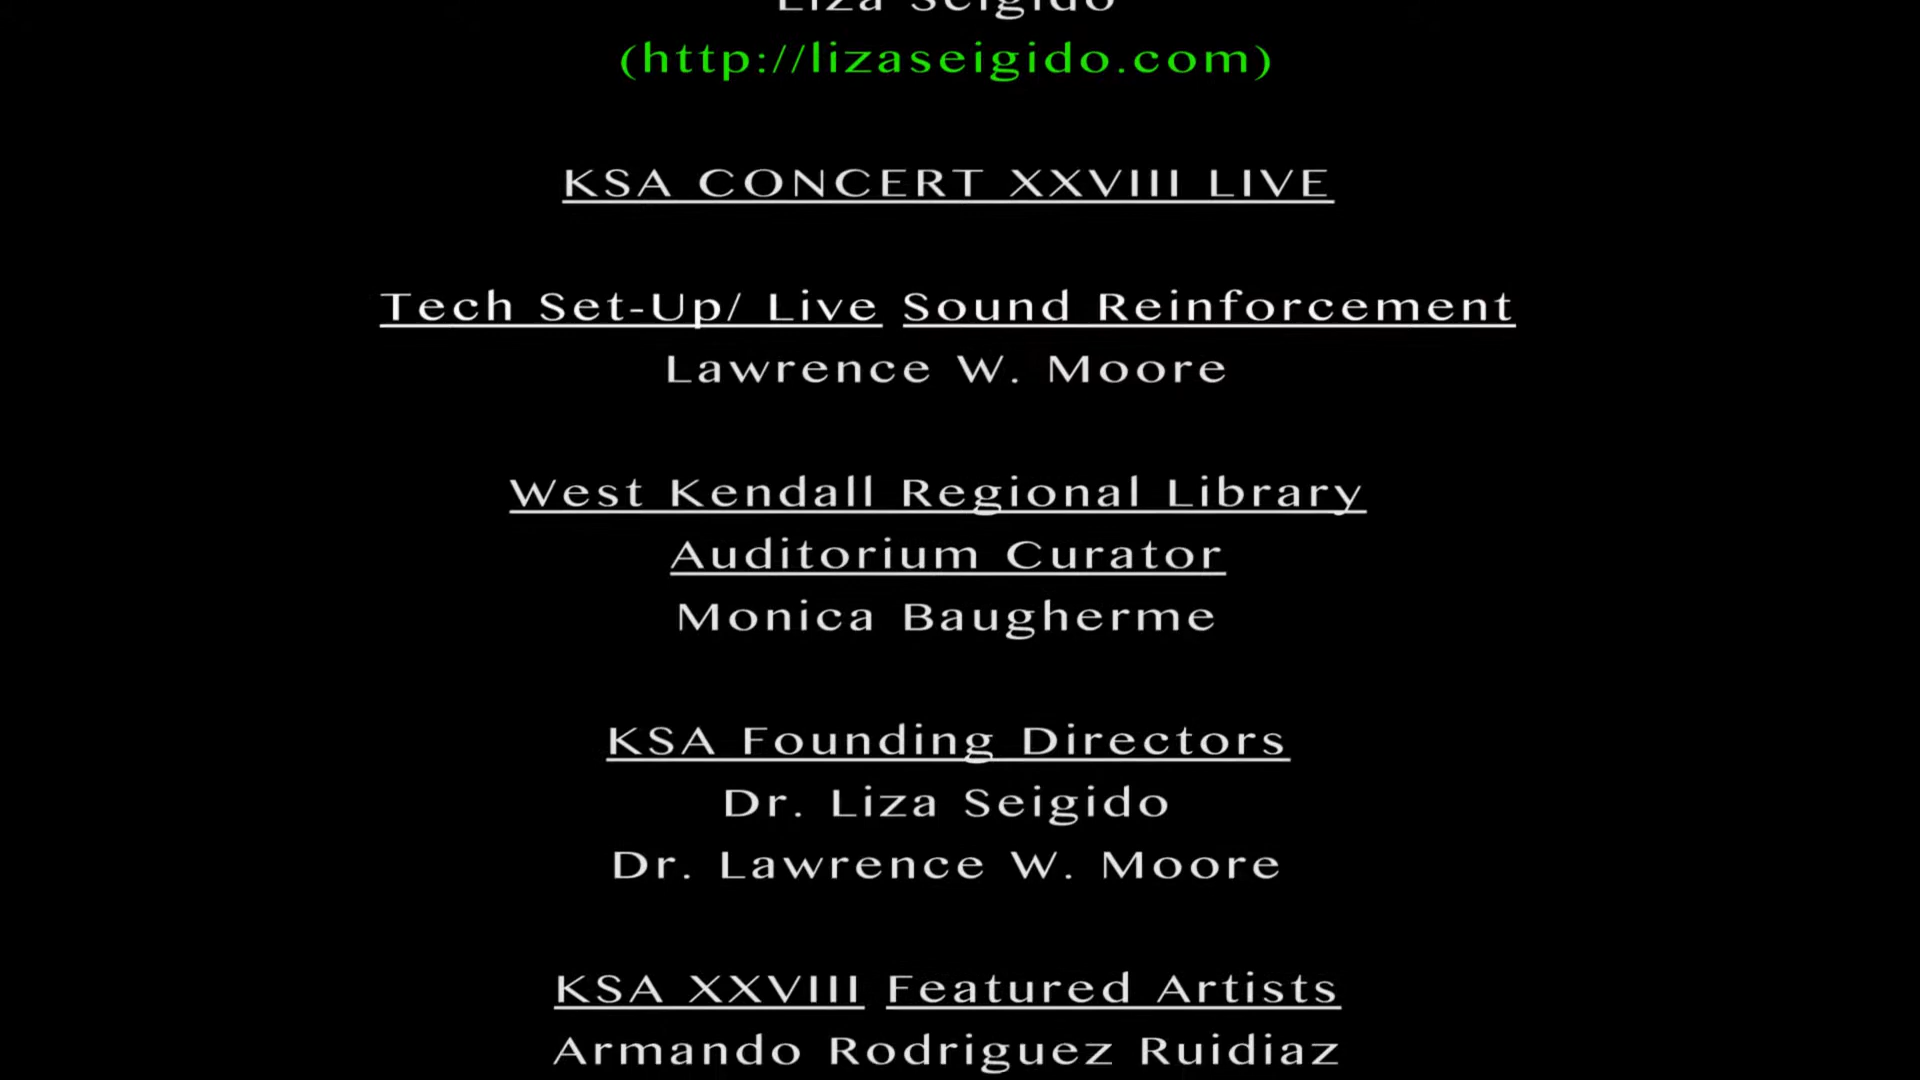 Liza Seigido
(http://lizaseigido.com)
KSA CONCERT XXVIII LIVE
Tech Set-Up/ Live Sound Reinforcement
Lawrence W. Moore
West Kendall Regional Library
Auditorium Curator
Monica Baugherme
KSA Founding Directors
Dr. Liza Seigido
Dr. Lawrence W. Moore
KSA XXVIII Featured Artists
Armando Rodriguez Ruidiaz